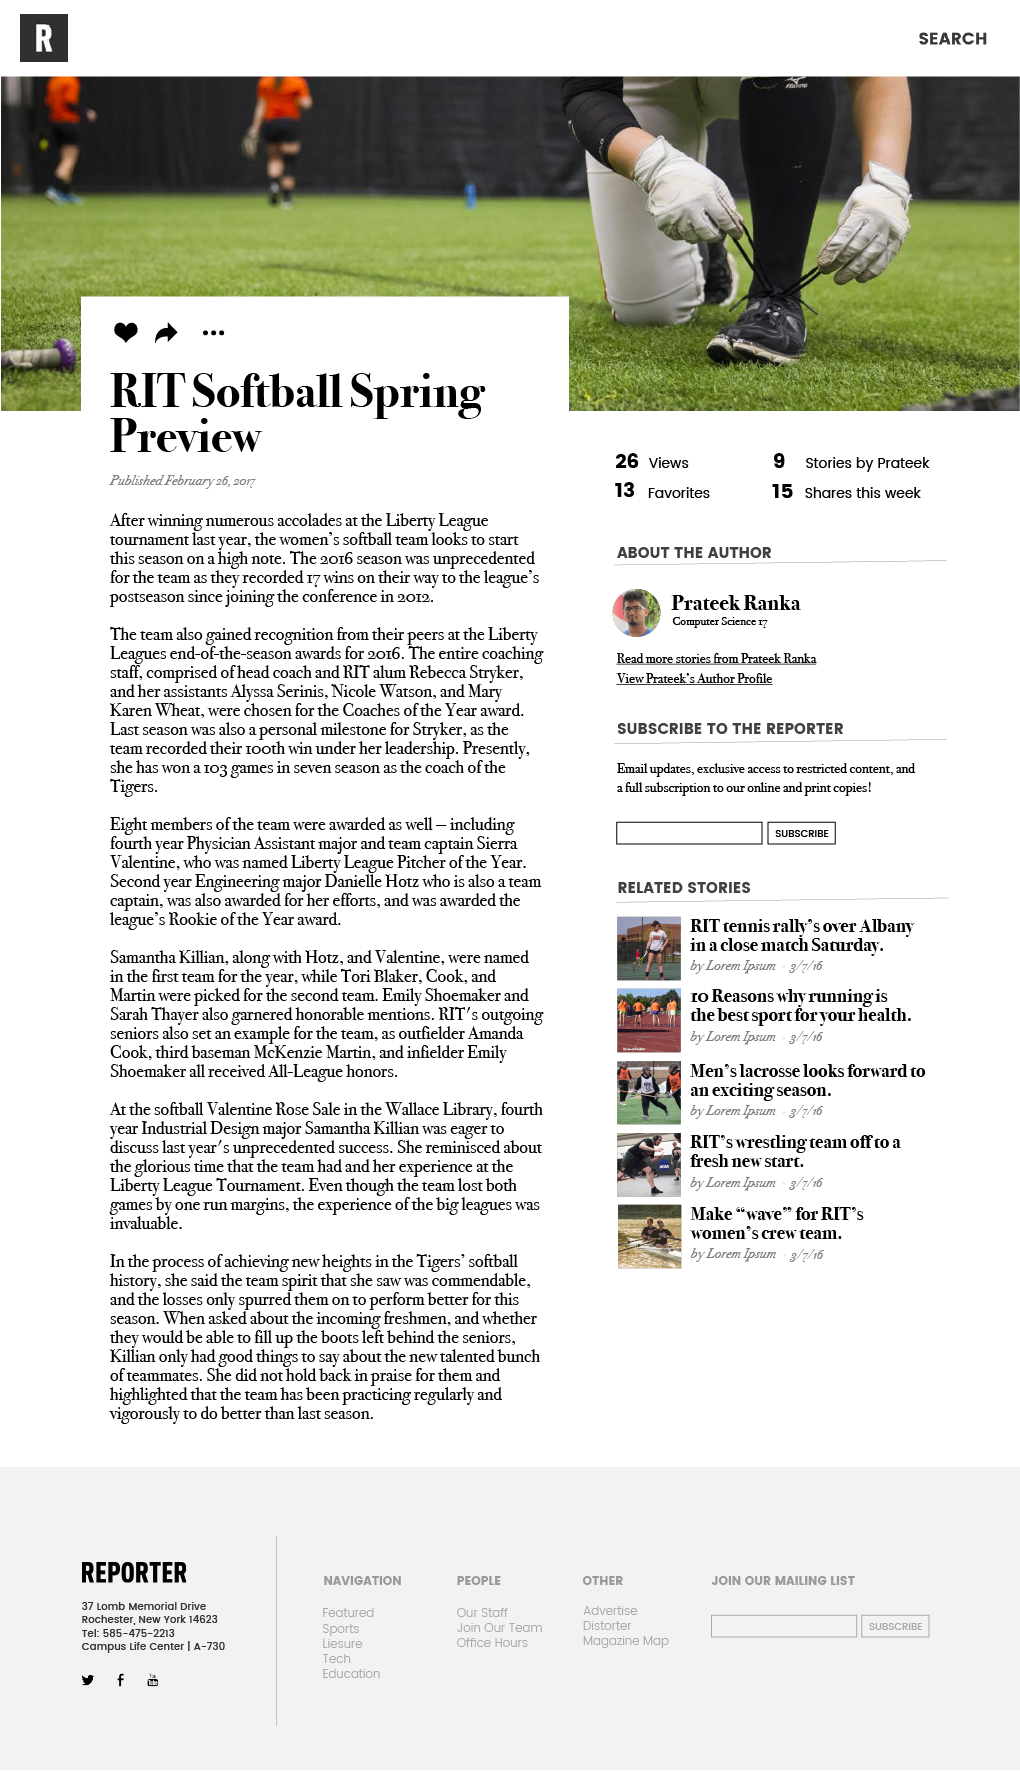 R
SEARCH
RIT Softball Spring
Preview
Published February 26, 2017
After winning numerous accolades at the Liberty League
tournament last year, the women's softball team looks to start
this season on a high note. The 2016 season was unprecedented
for the team as they recorded 17 wins on their way to the league's
postseason since joining the conference in 2012.
The team also gained recognition from their peers at the Liberty
Leagues end-of-the-season awards for 2016. The entire coaching
staff, comprised of head coach and RIT alum Rebecca Stryker,
and her assistants Alyssa Serinis, Nicole Watson, and Mary
Karen Wheat, were chosen for the Coaches of the Year award.
Last season was also a personal milestone for Stryker, as the
team recorded their 100th win under her leadership. Presently,
she has won a 103 games in seven season as the coach of the
Tigers.
Eight members of the team were awarded as well — including
fourth year Physician Assistant major and team captain Sierra
Valentine, who was named Liberty League Pitcher of the Year.
Second year Engineering major Danielle Hotz who is also a team
captain, was also awarded for her efforts, and was awarded the
league's Rookie of the Year award.
Samantha Killian, along with Hotz, and Valentine, were named
in the first team for the year, while Tori Blaker, Cook, and
Martin were picked for the second team. Emily Shoemaker and
Sarah Thayer also garnered honorable mentions. RIT's outgoing
seniors also set an example for the team, as outfielder Amanda
Cook, third baseman McKenzie Martin, and infielder Emily
Shoemaker all received All-League honors.
At the softball Valentine Rose Sale in the Wallace Library, fourth
year Industrial Design major Samantha Killian was eager to
discuss last year's unprecedented success. She reminisced about
the glorious time that the team had and her experience at the
Liberty League Tournament. Even though the team lost both
games by one run margins, the experience of the big leagues was
invaluable.
In the process of achieving new heights in the Tigers' softball
history, she said the team spirit that she saw was commendable,
and the losses only spurred them on to perform better for this
season. When asked about the incoming freshmen, and whether
they would be able to fill up the boots left behind the seniors,
Killian only had good things to say about the new talented bunch
of teammates. She did not hold back in praise for them and
highlighted that the team has been practicing regularly and
vigorously to do better than last season.
26 Views 9 Stories by Prateek
13 Favorites 15 Shares this week
ABOUT THE AUTHOR
Prateek Ranka
Computer Science 17
Read more stories from Prateek Ranka
View Prateek's Author Profile
SUBSCRIBE TO THE REPORTER
Email updates, exclusive access to restricted content, and
a full subscription to our online and print copies!
SUBSCRIBE
RELATED STORIES
RIT tennis rally's over Albany
in a close match Saturday.
by Lorem Ipsum · 3/7/16
10 Reasons why running is
the best sport for your health.
by Lorem Ipsum · 3/7/16
Men's lacrosse looks forward to
an exciting season.
by Lorem Ipsum · 3/7/16
RIT's wrestling team off to a
fresh new start.
by Lorem Ipsum · 3/7/16
Make "wave" for RIT's
women's crew team.
by Lorem Ipsum · 3/7/16
REPORTER
37 Lomb Memorial Drive
Rochester, New York 14623
Tel: 585-475-2213
Campus Life Center | A-730
NAVIGATION
Featured
Sports
Liesure
Tech
Education
PEOPLE
Our Staff
Join Our Team
Office Hours
OTHER
Advertise
Distorter
Magazine Map
JOIN OUR MAILING LIST
SUBSCRIBE